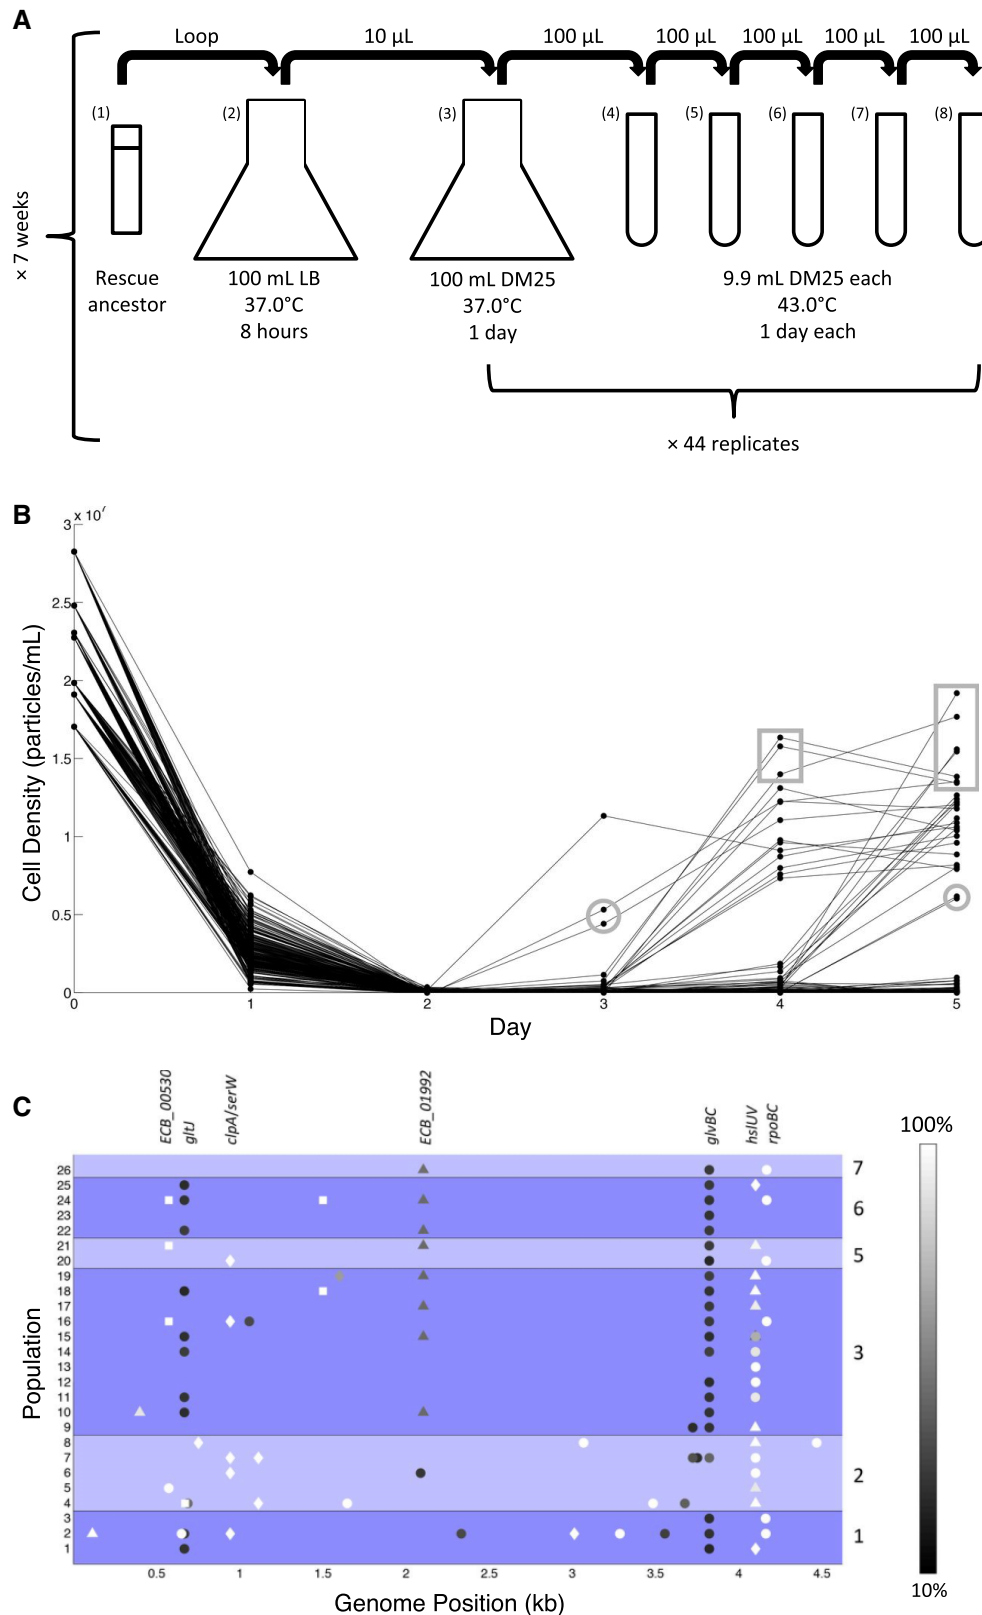 A
Loop
10 µL
100 µL
100 µL
100 µL
100 µL
100 µL
(1)
(2)
(3)
(4)
(5)
(6)
(7)
(8)
× 7 weeks
Rescue
ancestor
100 mL LB
37.0°C
8 hours
100 mL DM25
37.0°C
1 day
9.9 mL DM25 each
43.0°C
1 day each
× 44 replicates
B
x 10⁷
3
2.5
2
1.5
1
0.5
0
Cell Density (particles/mL)
0
1
2
3
4
5
Day
C
ECB_00530
gltJ
clpA/serW
ECB_01992
glvBC
hslUV
rpoBC
100%
26
25
24
23
22
21
20
19
18
17
16
15
14
13
12
11
10
9
8
7
6
5
4
3
2
1
Population
7
6
5
3
2
1
0.5
1
1.5
2
2.5
3
3.5
4
4.5
Genome Position (kb)
10%